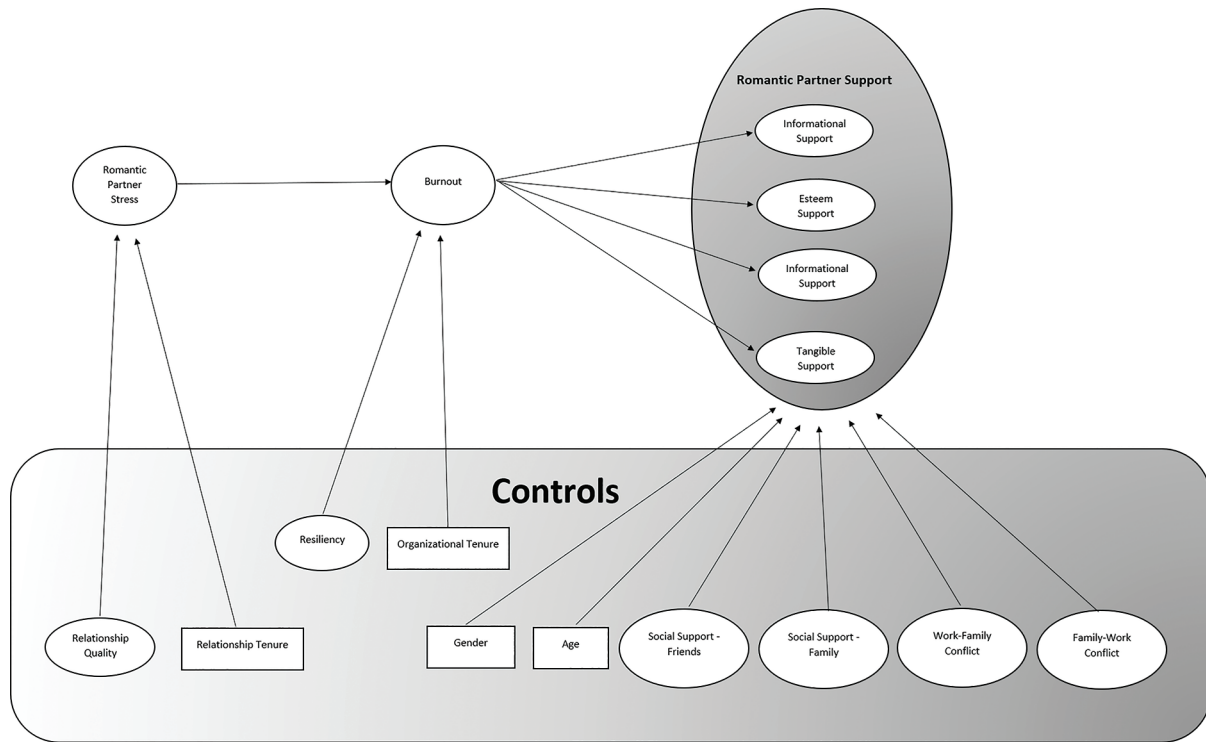 Romantic Partner Support
Informational
Support
Romantic
Partner
Stress
Burnout
Esteem
Support
Informational
Support
Tangible
Support
Controls
Resiliency
Organizational Tenure
Relationship
Quality
Relationship Tenure
Gender
Age
Social Support -
Friends
Social Support -
Family
Work-Family
Conflict
Family-Work
Conflict